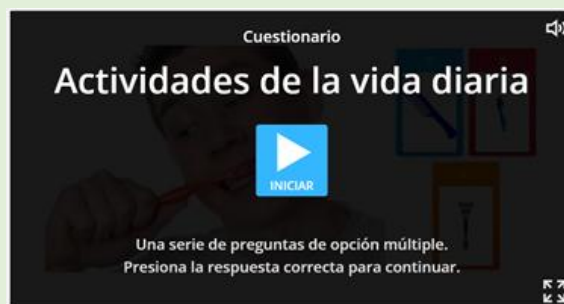 Cuestionario
Actividades de la vida diaria
INICIAR
Una serie de preguntas de opción múltiple.
Presiona la respuesta correcta para continuar.